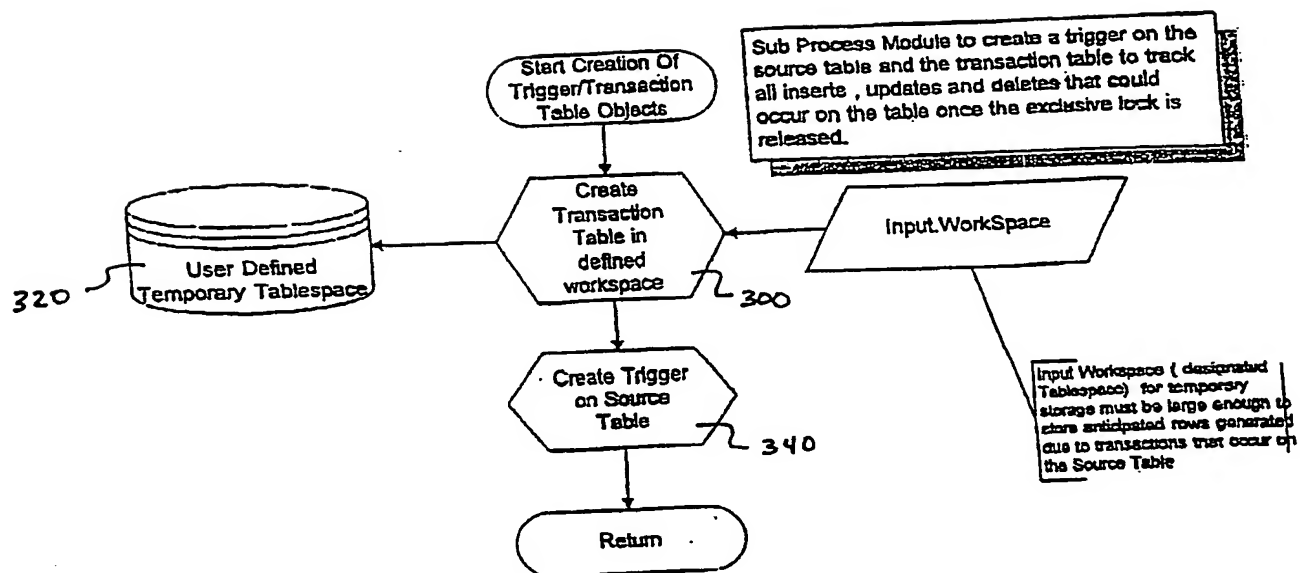 Start Creation Of
Trigger/Transaction
Table Objects
Sub Process Module to create a trigger on the
source table and the transaction table to track
all inserts , updates and deletes that could
occur on the table once the exclusive lock is
released.
Create
Transaction
Table in
defined
workspace
300
Input.WorkSpace
User Defined
Temporary Tablespace
320
Create Trigger
on Source
Table
340
Input Workspace ( designated
Tablespace) for temporary
storage must be large enough to
store anticipated rows generated
due to transactions that occur on
the Source Table
Return